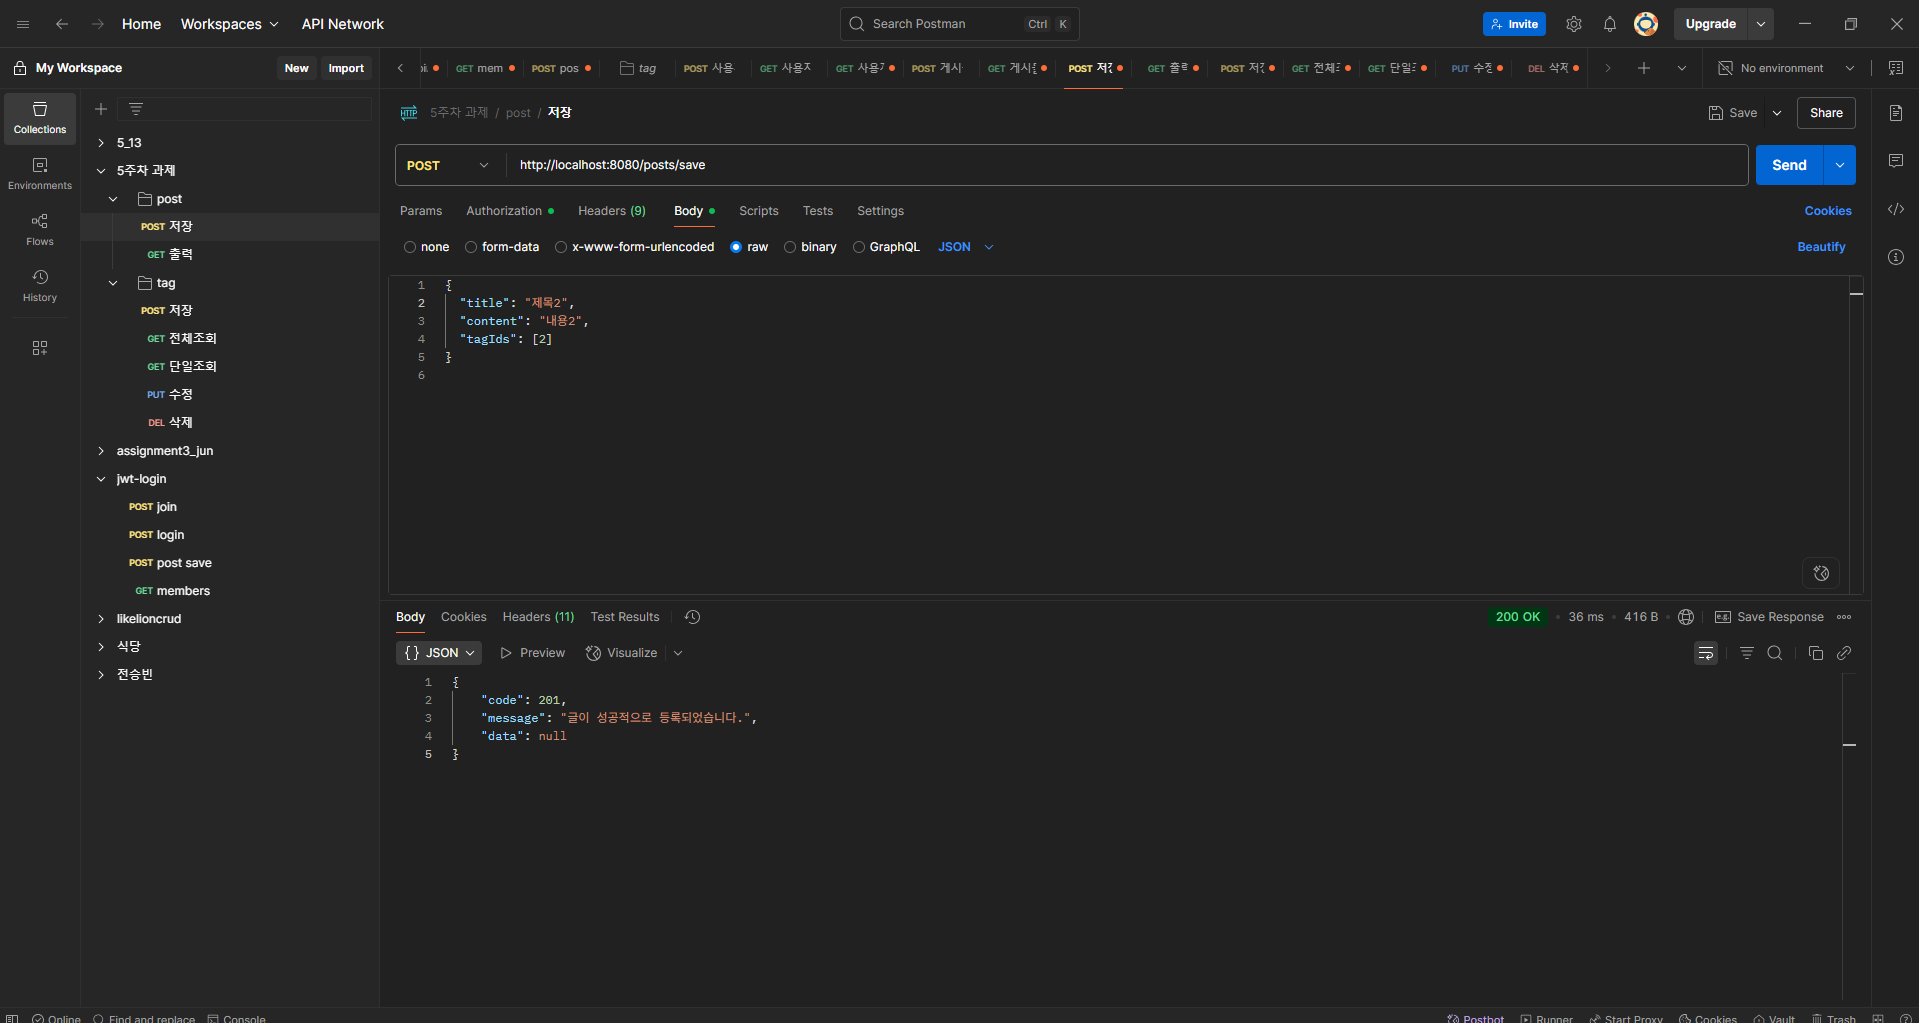 Home Workspaces API Network Search Postman Ctrl K Invite Upgrade
My Workspace New Import GET mem POST pos tag POST 사용 GET 사용자 GET POST 게시 GET POST 저장 GET 출력 POST GET 전체조 GET 단일조 PUT 수정 DEL 삭제 No environment
Collections
Environments
Flows
History
5_13
5주차 과제
post
POST 저장
GET 출력
tag
POST 저장
GET 전체조회
GET 단일조회
PUT 수정
DEL 삭제
assignment3_jun
jwt-login
POST join
POST login
POST post save
GET members
likelioncrud
식당
전승빈
HTTP 5주차 과제 / post / 저장 Save Share
POST http://localhost:8080/posts/save Send
Params Authorization Headers (9) Body Scripts Tests Settings Cookies
none form-data x-www-form-urlencoded raw binary GraphQL JSON Beautify
1 {
2 "title": "제목2",
3 "content": "내용2",
4 "tagIds": [2]
5 }
6
Body Cookies Headers (11) Test Results 200 OK 36 ms 416 B e.g. Save Response
{} JSON Preview Visualize
1 {
2 "code": 201,
3 "message": "글이 성공적으로 등록되었습니다.",
4 "data": null
5 }
Online Find and replace Console Postbot Runner Start Proxy Cookies Vault Trash